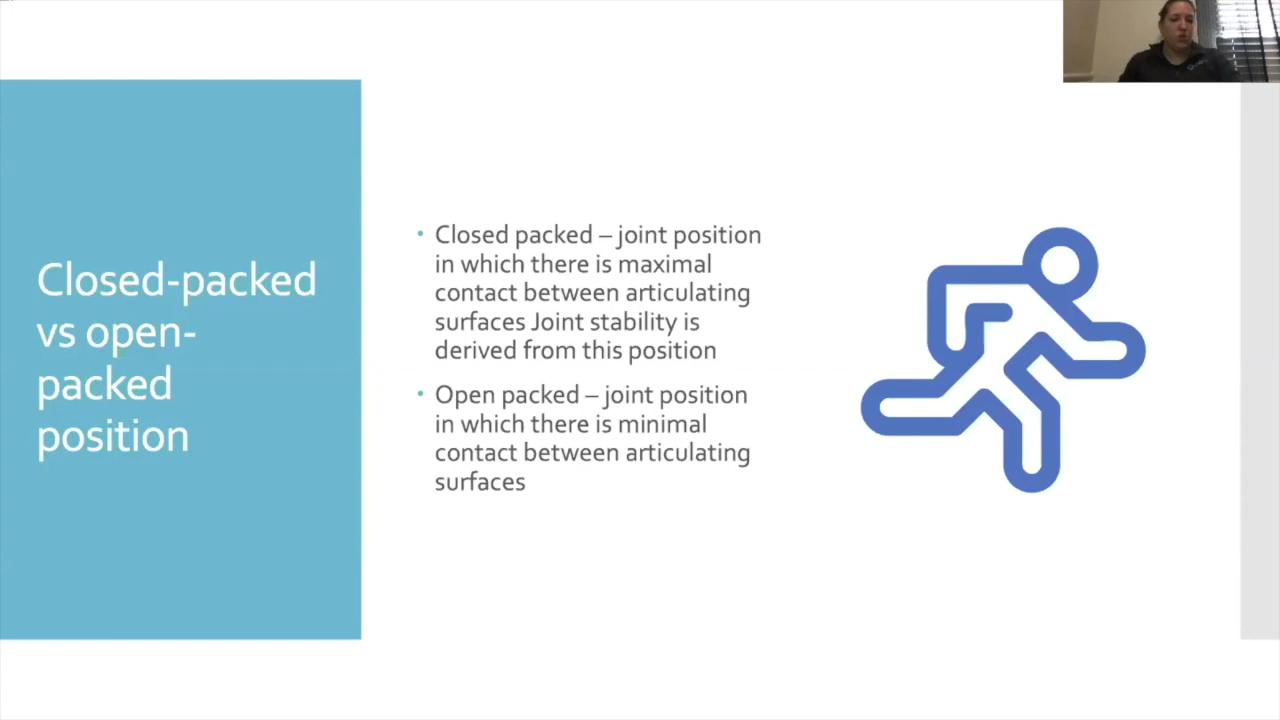 Closed-packed
vs open-
packed
position
• Closed packed – joint position
in which there is maximal
contact between articulating
surfaces Joint stability is
derived from this position
• Open packed – joint position
in which there is minimal
contact between articulating
surfaces